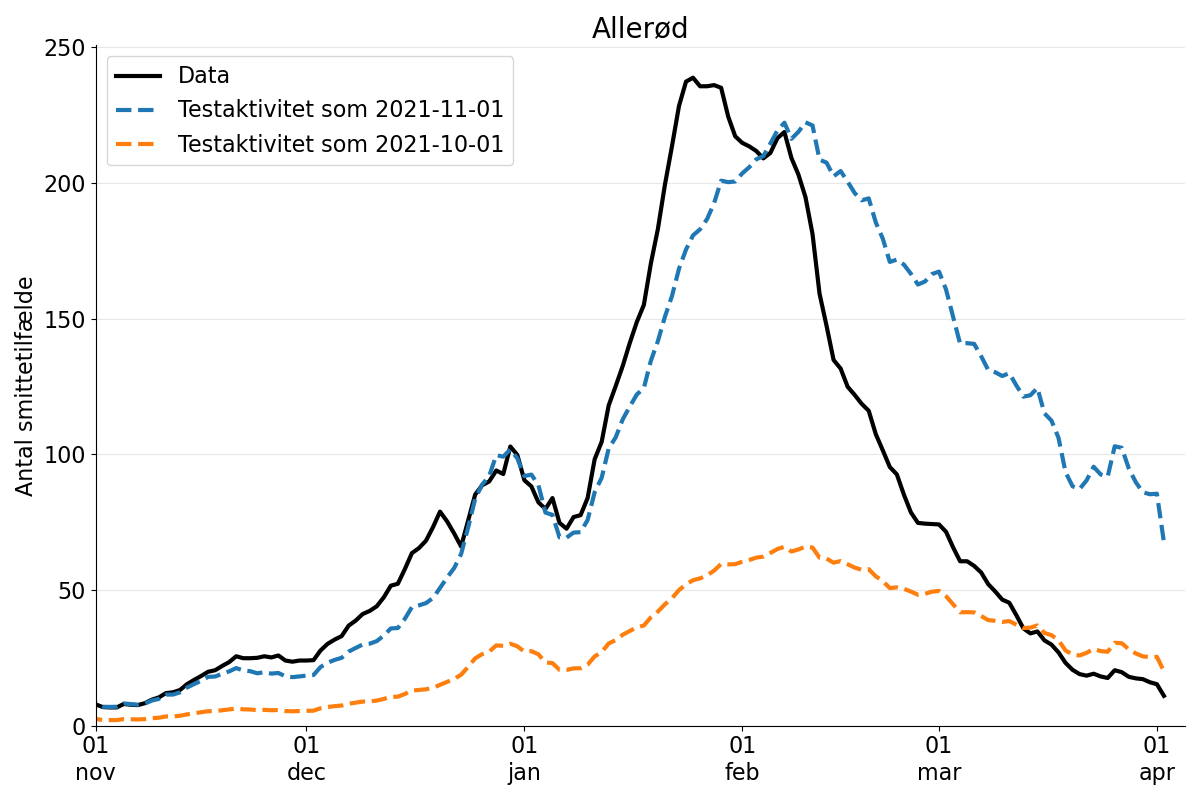 Allerød
250
200
150
100
50
0
Antal smittetilfælde
Data
Testaktivitet som 2021-11-01
Testaktivitet som 2021-10-01
01 01 01 01 01 01
nov dec jan feb mar apr